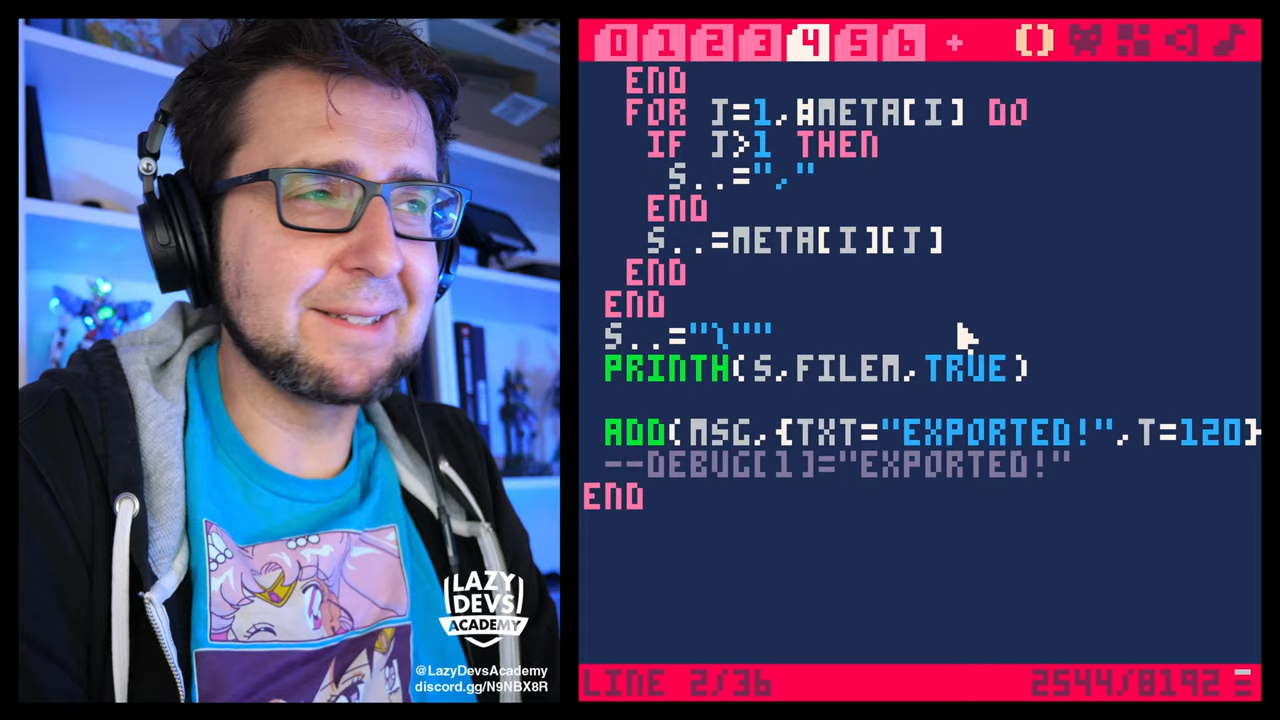 LAZY
DEVS
ACADEMY
@LazyDevsAcademy
discord.gg/N9NBX8R
0 1 2 3 4 5 6 + ()
END
FOR J=1,#META[I] DO
IF J>1 THEN
S..=","
END
S..=META[I][J]
END
END
S..="\""
PRINTH(S,FILEM,TRUE)
ADD(MSG,{TXT="EXPORTED!",T=120}
--DEBUG[1]="EXPORTED!"
END
LINE 2/36 2544/8192